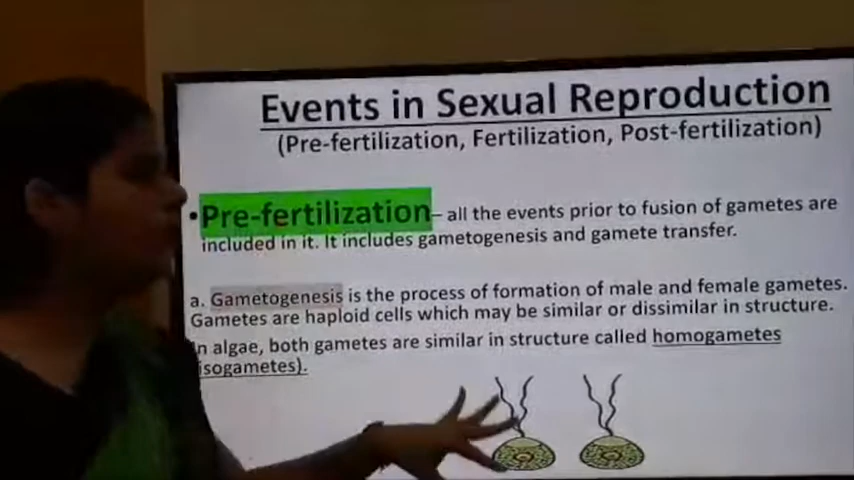 Events in Sexual Reproduction
(Pre-fertilization, Fertilization, Post-fertilization)
•Pre-fertilization– all the events prior to fusion of gametes are
included in it. It includes gametogenesis and gamete transfer.
a. Gametogenesis is the process of formation of male and female gametes.
Gametes are haploid cells which may be similar or dissimilar in structure.
In algae, both gametes are similar in structure called homogametes
(isogametes).